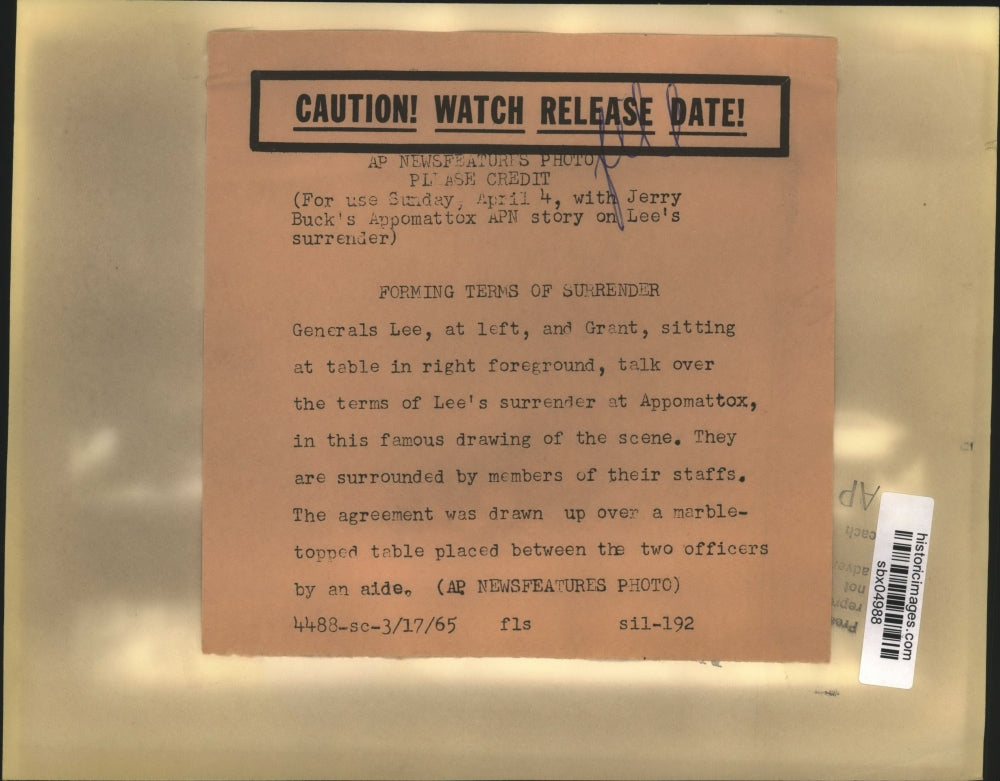 CAUTION! WATCH RELEASE DATE!
AP NEWSFEATURES PHOTO
PLEASE CREDIT
(For use Sunday, April 4, with Jerry
Buck's Appomattox APN story on Lee's
surrender)
FORMING TERMS OF SURRENDER
Generals Lee, at left, and Grant, sitting
at table in right foreground, talk over
the terms of Lee's surrender at Appomattox,
in this famous drawing of the scene. They
are surrounded by members of their staffs.
The agreement was drawn up over a marble-
topped table placed between the two officers
by an aide. (AP NEWSFEATURES PHOTO)
4488-sc-3/17/65 fls sil-192
AP
each
not
historicimages.com
sbx04988